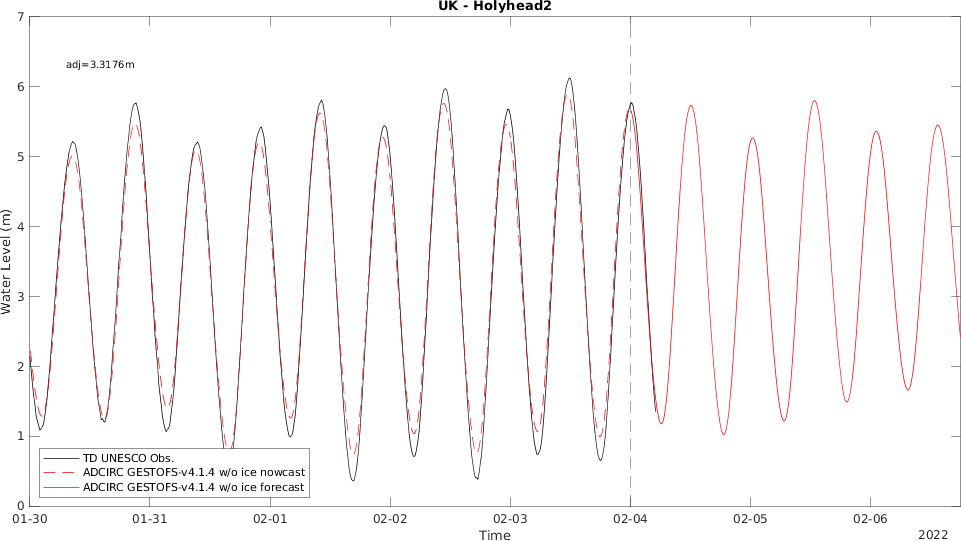 UK - Holyhead2
7
6
5
4
3
2
1
0
Water Level (m)
adj=3.3176m
TD UNESCO Obs.
ADCIRC GESTOFS-v4.1.4 w/o ice nowcast
ADCIRC GESTOFS-v4.1.4 w/o ice forecast
01-30 01-31 02-01 02-02 02-03 02-04 02-05 02-06
Time
2022